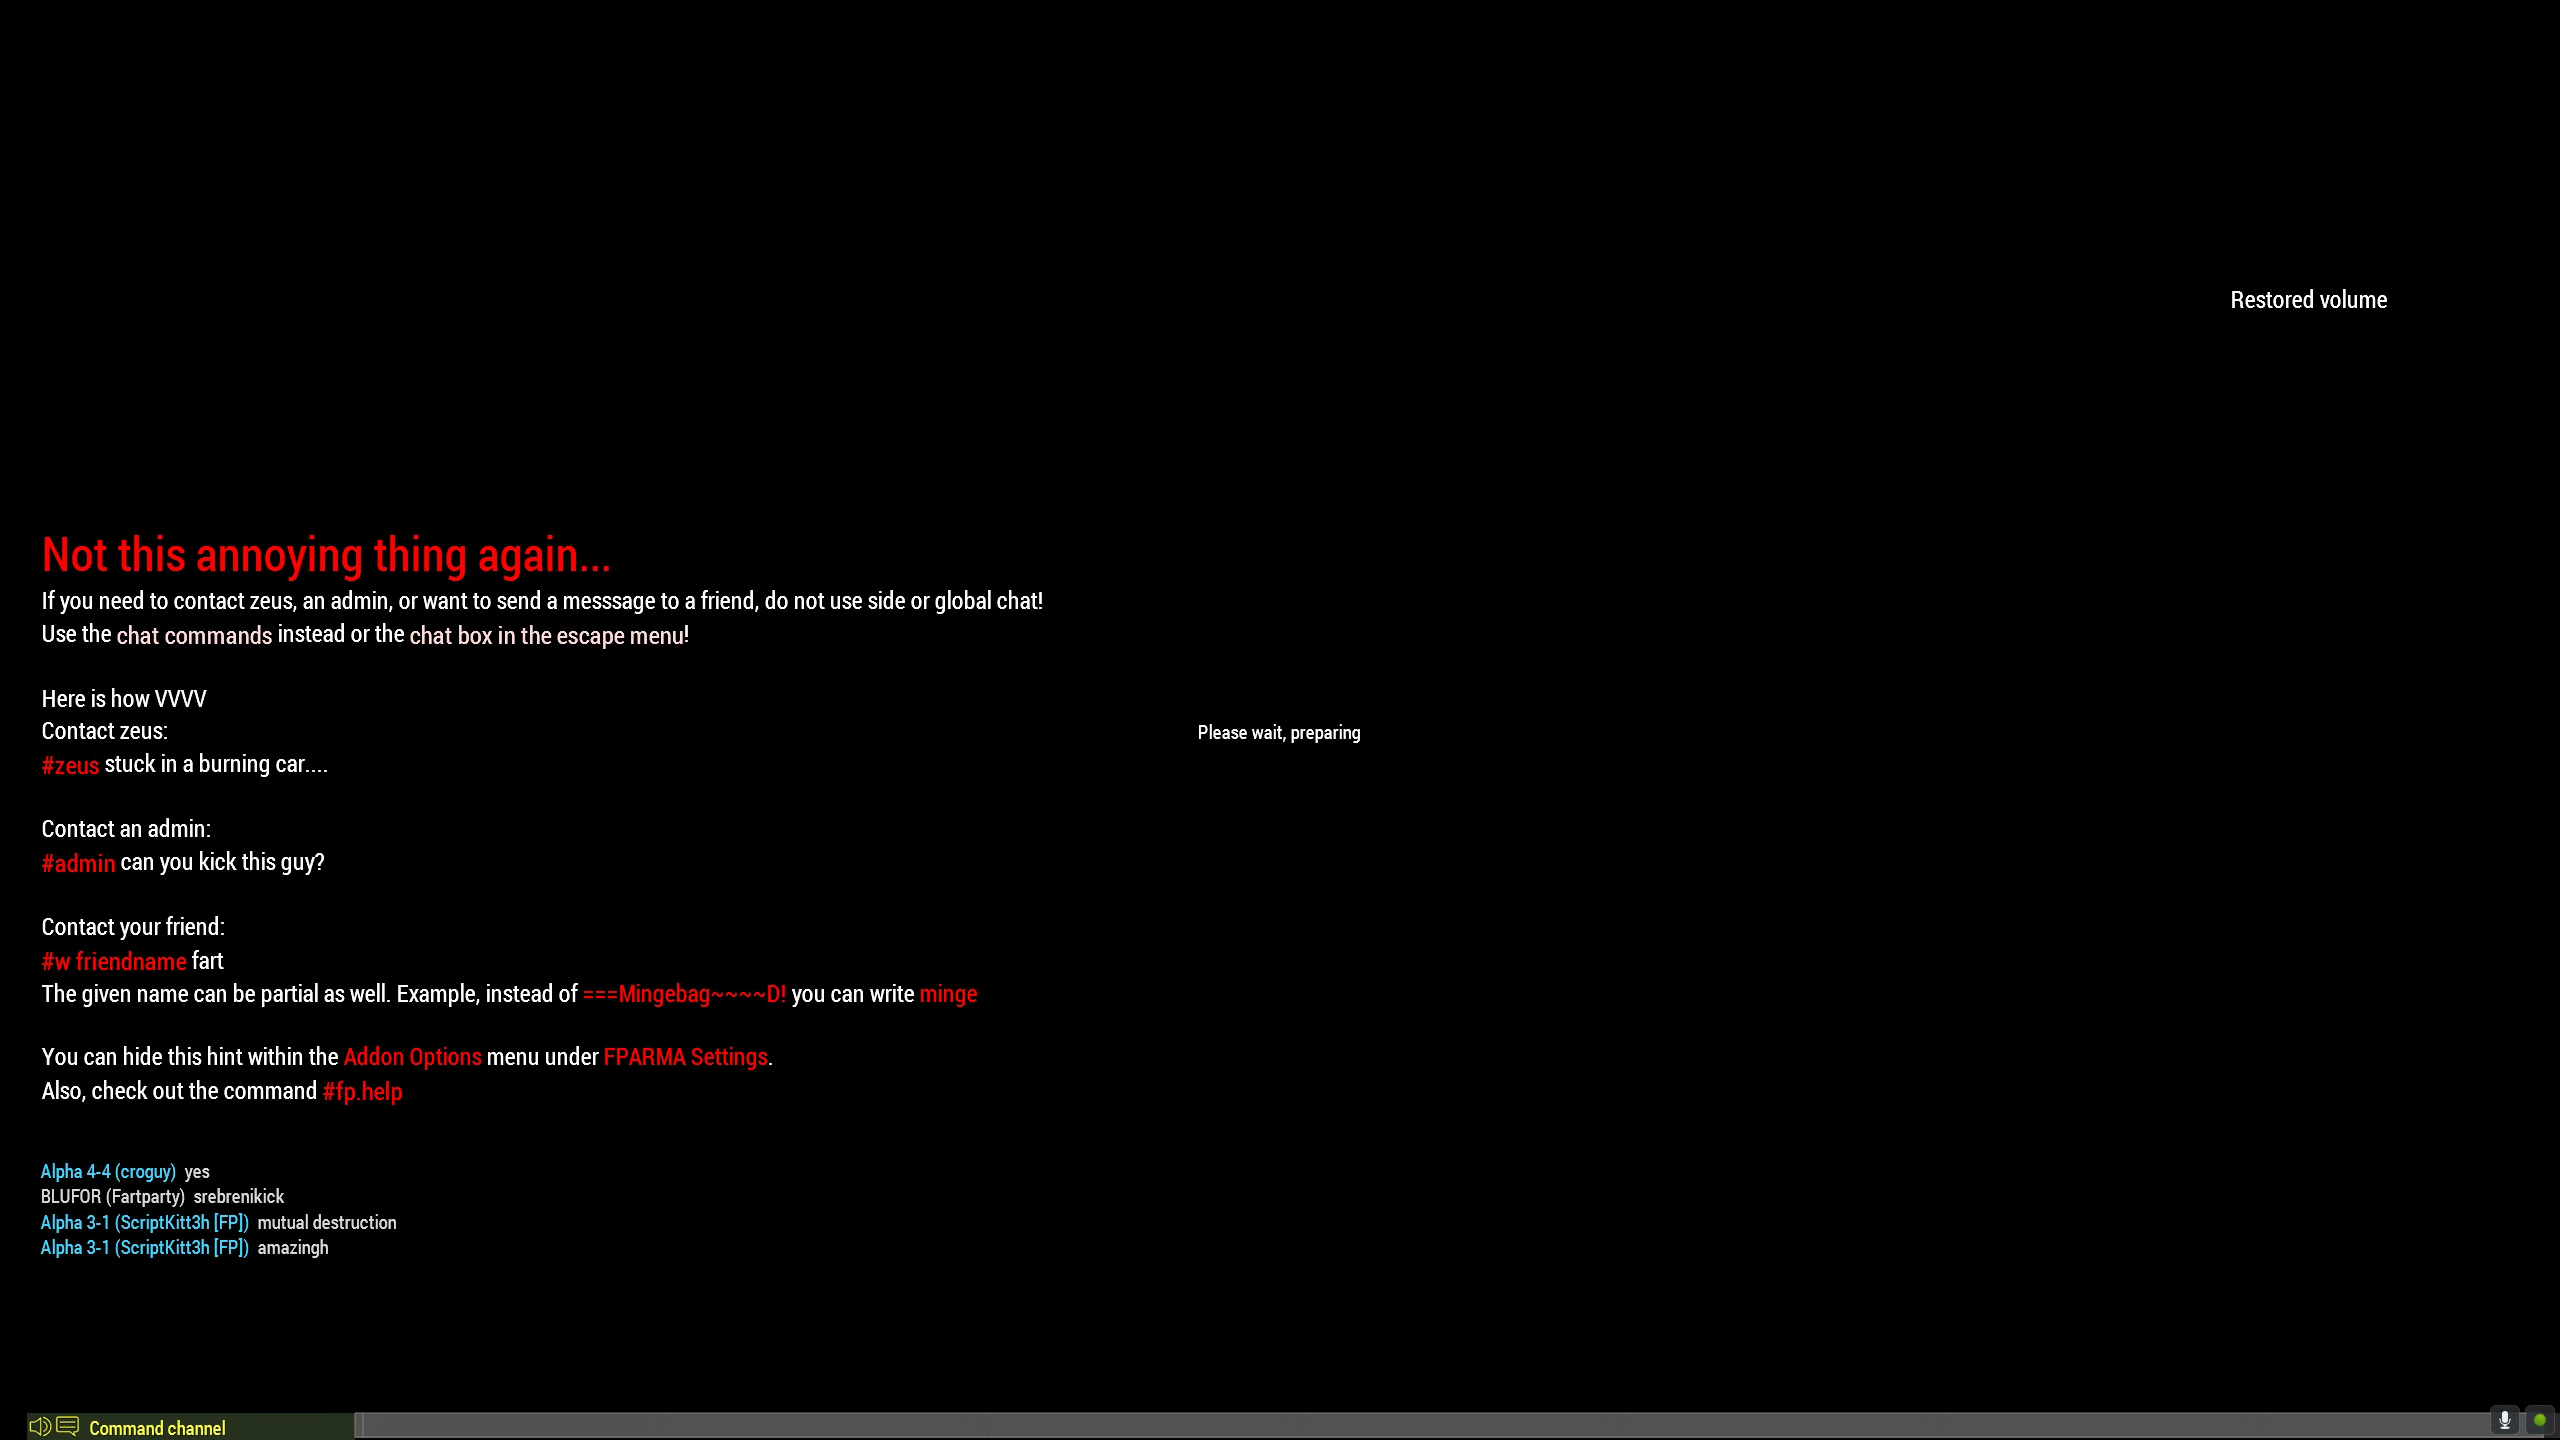 Restored volume
Not this annoying thing again...
If you need to contact zeus, an admin, or want to send a messsage to a friend, do not use side or global chat!
Use the chat commands instead or the chat box in the escape menu!
Here is how VVVV
Contact zeus:
#zeus stuck in a burning car....
Please wait, preparing
Contact an admin:
#admin can you kick this guy?
Contact your friend:
#w friendname fart
The given name can be partial as well. Example, instead of ===Mingebag~~~~D! you can write minge
You can hide this hint within the Addon Options menu under FPARMA Settings.
Also, check out the command #fp.help
Alpha 4-4 (croguy) yes
BLUFOR (Fartparty) srebrenikick
Alpha 3-1 (ScriptKitt3h [FP]) mutual destruction
Alpha 3-1 (ScriptKitt3h [FP]) amazingh
Command channel